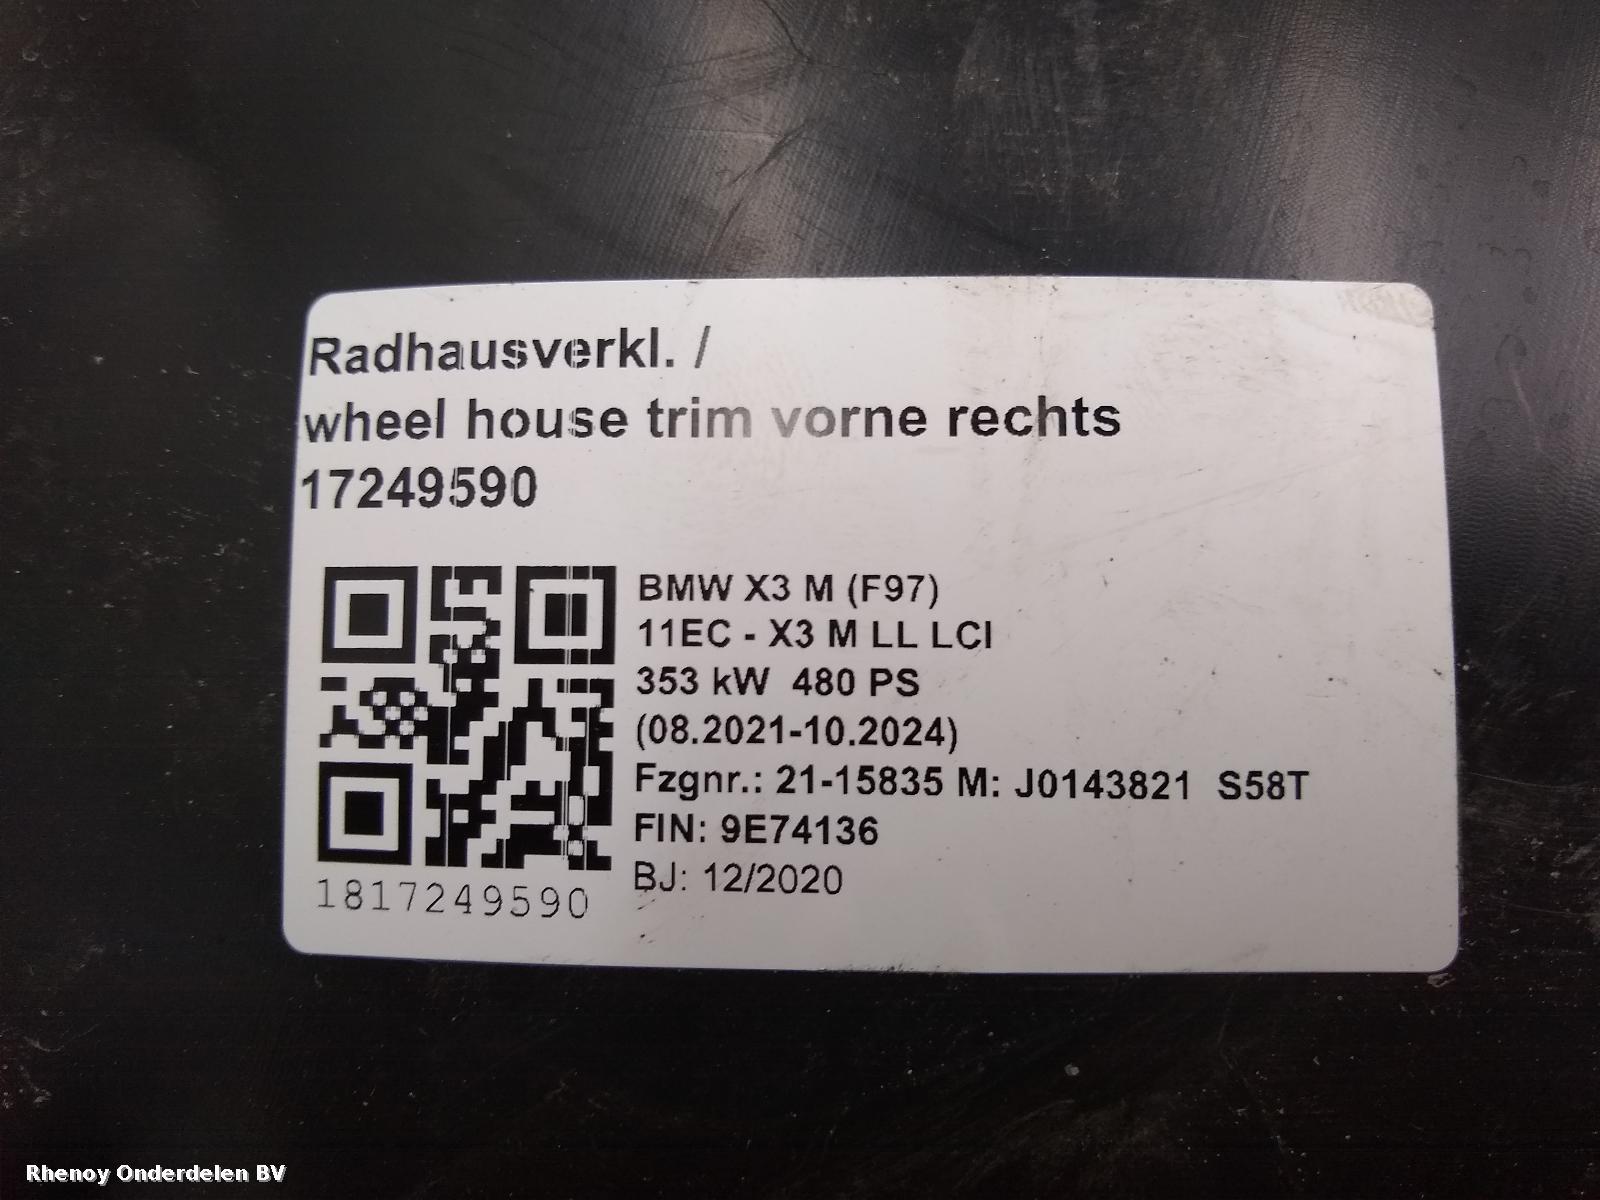 Radhausverkl. /
wheel house trim vorne rechts
17249590
BMW X3 M (F97)
11EC - X3 M LL LCI
353 kW 480 PS
(08.2021-10.2024)
Fzgnr.: 21-15835 M: J0143821 S58T
FIN: 9E74136
BJ: 12/2020
1817249590
Rhenoy Onderdelen BV